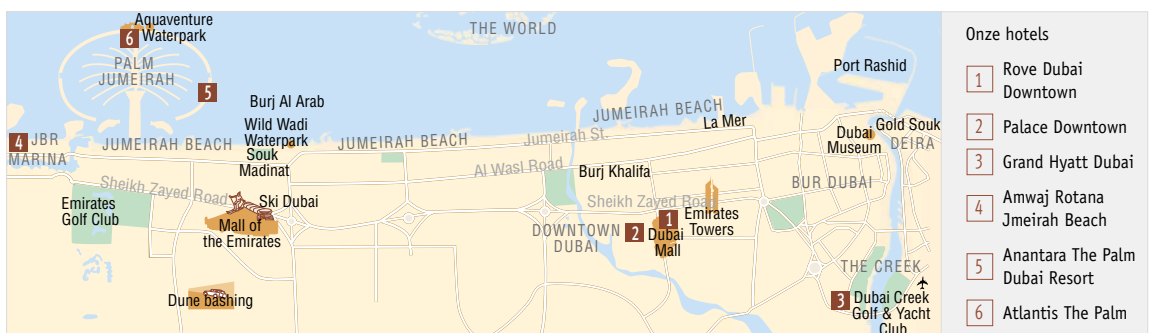 Aquaventure
Waterpark
6
THE WORLD
PALM
JUMEIRAH
5
Port Rashid
Burj Al Arab
JUMEIRAH BEACH
La Mer
Wild Wadi
Waterpark
4 JBR
MARINA
JUMEIRAH BEACH
JUMEIRAH BEACH
Jumeirah St.
Dubai
Museum
Gold Souk
DEIRA
Souk
Madinat
Al Wasl Road
Burj Khalifa
BUR DUBAI
Sheikh Zayed Road
Sheikh Zayed Road
Emirates
Golf Club
Ski Dubai
Mall of
the Emirates
DOWNTOWN
DUBAI
2
1
Dubai
Mall
Emirates
Towers
THE CREEK
Dune bashing
3
Dubai Creek
Golf & Yacht
Club
Onze hotels
1 Rove Dubai
Downtown
2 Palace Downtown
3 Grand Hyatt Dubai
4 Amwaj Rotana
Jmeirah Beach
5 Anantara The Palm
Dubai Resort
6 Atlantis The Palm